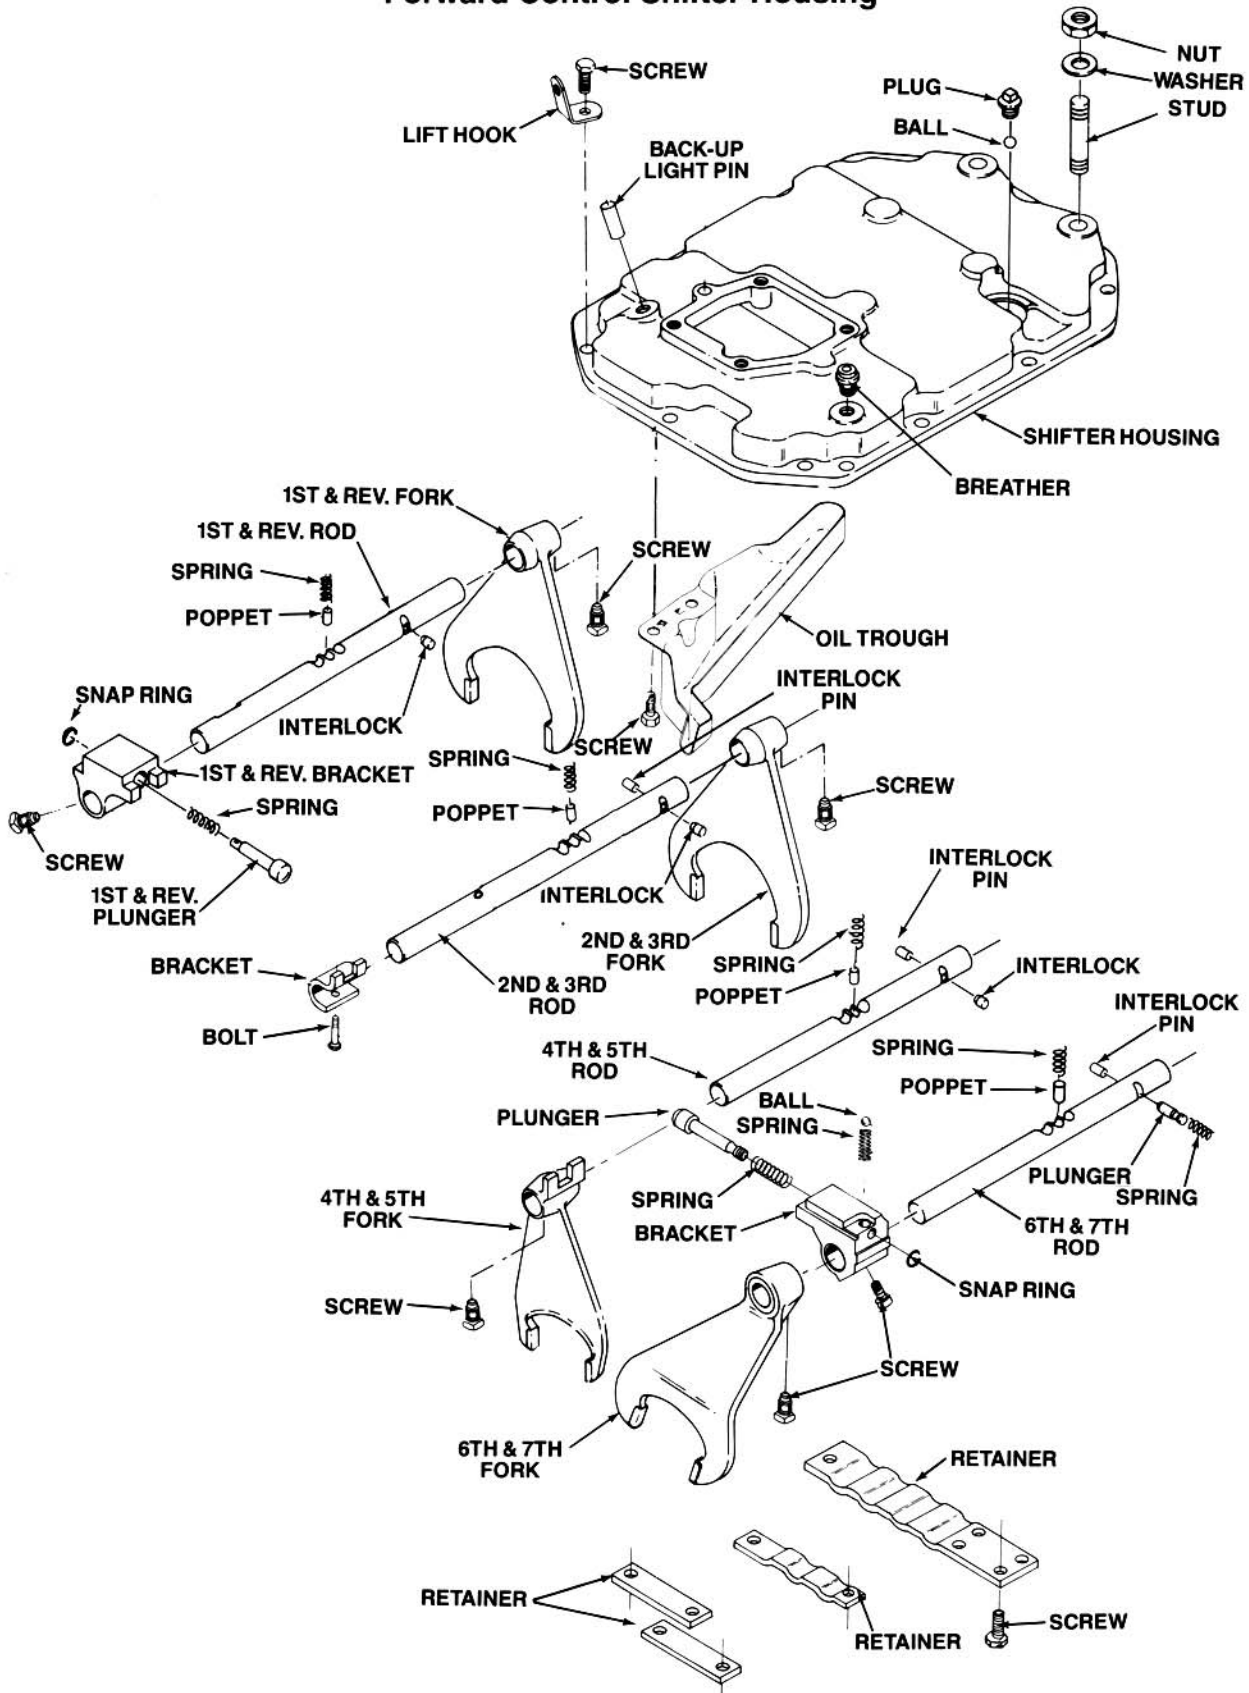 Forward Control Shifter Housing
NUT
SCREW
WASHER
PLUG
STUD
LIFT HOOK
BALL
BACK-UP
LIGHT PIN
SHIFTER HOUSING
BREATHER
1ST & REV. FORK
1ST & REV. ROD
SCREW
SPRING
POPPET
OIL TROUGH
INTERLOCK
PIN
SNAP RING
INTERLOCK
SCREW
SPRING
1ST & REV. BRACKET
SCREW
SPRING
POPPET
SCREW
INTERLOCK
PIN
1ST & REV.
PLUNGER
INTERLOCK
2ND & 3RD
FORK
SPRING
BRACKET
INTERLOCK
2ND & 3RD
ROD
POPPET
INTERLOCK
PIN
BOLT
4TH & 5TH
ROD
SPRING
POPPET
BALL
PLUNGER
SPRING
PLUNGER
SPRING
4TH & 5TH
FORK
SPRING
BRACKET
6TH & 7TH
ROD
SNAP RING
SCREW
SCREW
6TH & 7TH
FORK
RETAINER
RETAINER
SCREW
RETAINER